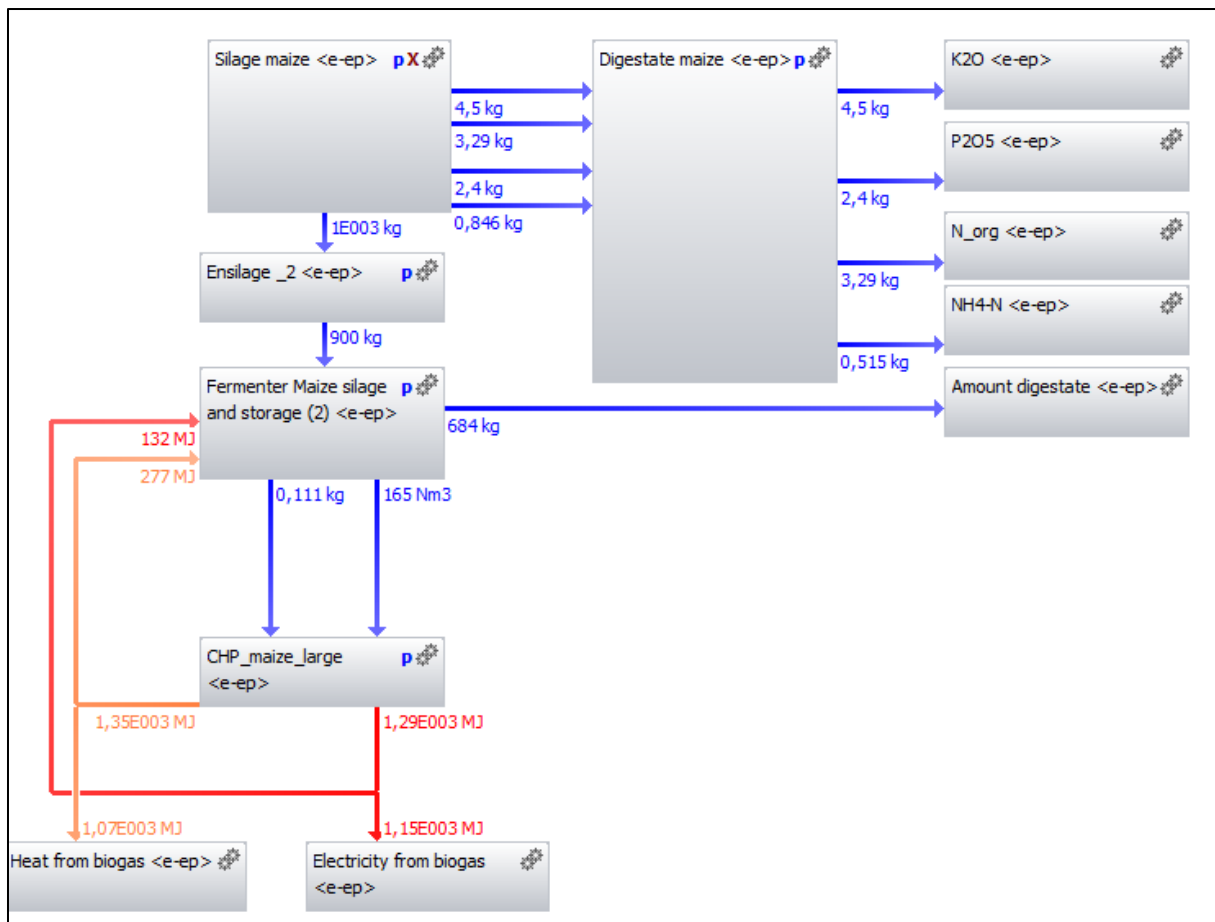 Silage maize <e-ep> p X
4,5 kg
3,29 kg
2,4 kg
0,846 kg
1E003 kg
Digestate maize <e-ep> p
4,5 kg
2,4 kg
3,29 kg
0,515 kg
K2O <e-ep>
P2O5 <e-ep>
N_org <e-ep>
NH4-N <e-ep>
Amount digestate <e-ep>
Ensilage _2 <e-ep> p
900 kg
Fermenter Maize silage p
and storage (2) <e-ep>
684 kg
132 MJ
277 MJ
0,111 kg
165 Nm3
CHP_maize_large p
<e-ep>
1,35E003 MJ
1,29E003 MJ
1,07E003 MJ
1,15E003 MJ
Heat from biogas <e-ep>
Electricity from biogas
<e-ep>